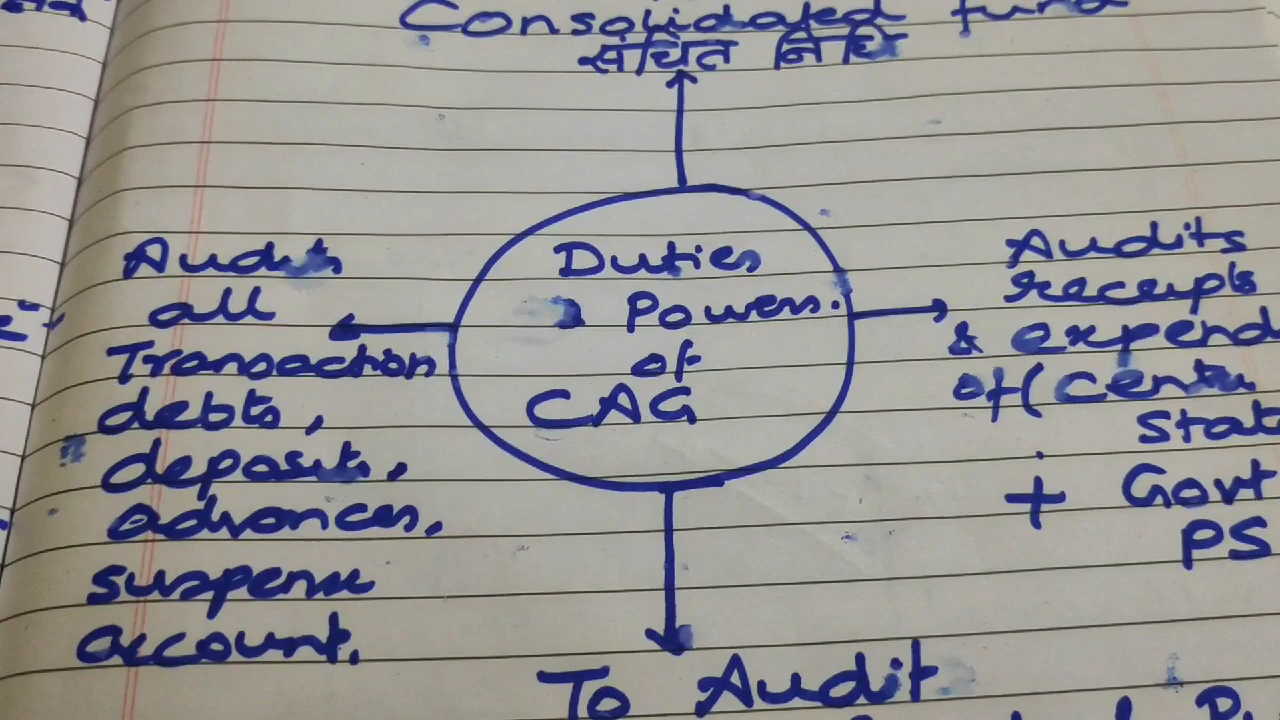 Consolidated fund
संचित निधि
Audits
all
Transaction
debts,
deposits,
advances,
suspense
account.
Duties
Powers.
of
CAG
Audits
receipts
& expend
of (Centra
Stat
+ Govt
PS
To Audit